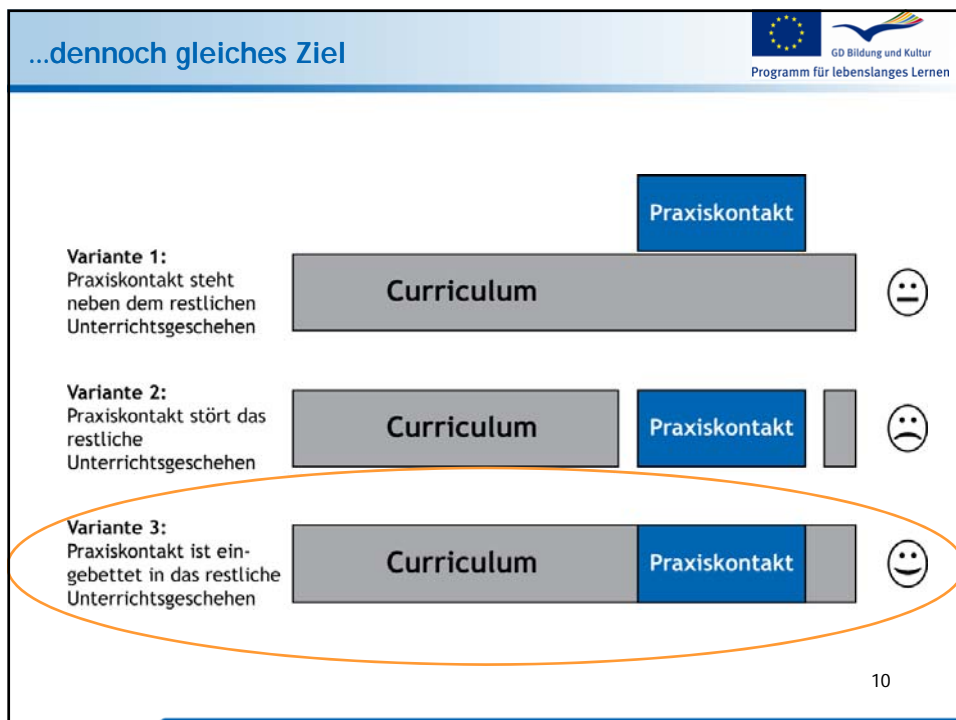 ...dennoch gleiches Ziel
GD Bildung und Kultur
Programm für lebenslanges Lernen
Praxiskontakt
Variante 1:
Praxiskontakt steht
neben dem restlichen
Unterrichtsgeschehen
Curriculum
Variante 2:
Praxiskontakt stört das
restliche
Unterrichtsgeschehen
Curriculum
Praxiskontakt
Variante 3:
Praxiskontakt ist ein-
gebettet in das restliche
Unterrichtsgeschehen
Curriculum
Praxiskontakt
10